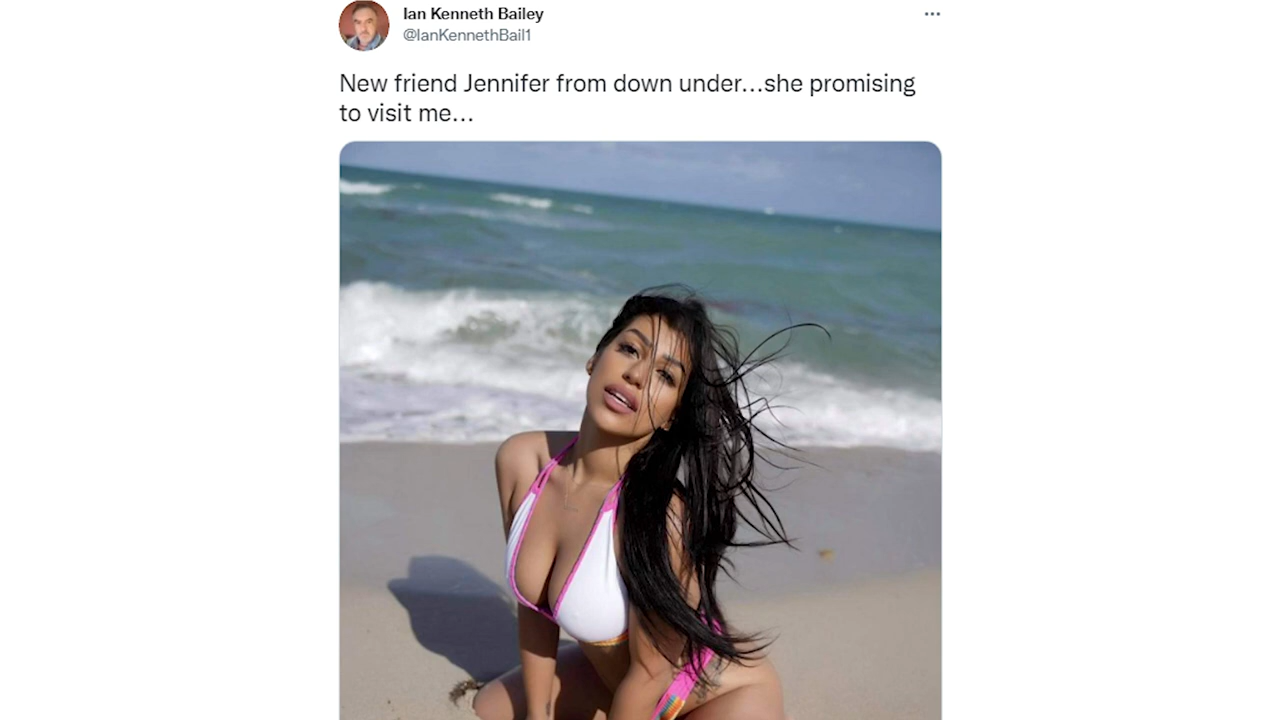 Ian Kenneth Bailey
@IanKennethBail1
New friend Jennifer from down under...she promising
to visit me...